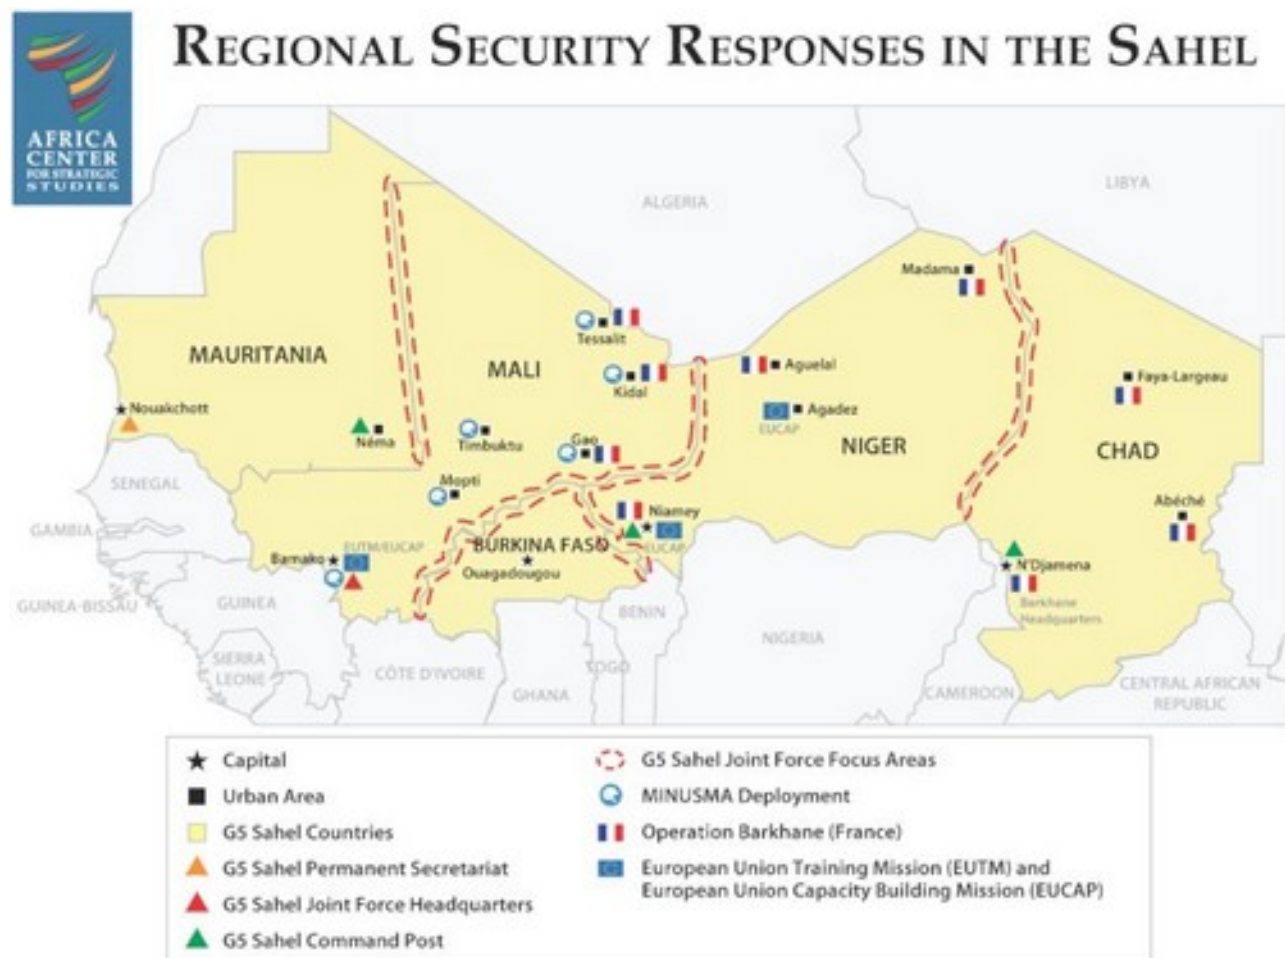 REGIONAL SECURITY RESPONSES IN THE SAHEL
AFRICA
CENTER
FOR STRATEGIC
STUDIES
ALGERIA
LIBYA
Madama
Tessalit
MAURITANIA
MALI
Kidal
Aguelal
Faya-Largeau
Nouakchott
Néma
Timbuktu
Gao
Agadez
EUCAP
NIGER
CHAD
SENEGAL
Mopti
Abéché
GAMBIA
Niamey
EUCAP
EUTM/EUCAP
BURKINA FASO
Bamako
Ouagadougou
N'Djamena
Barkhane
Headquarters
GUINEA-BISSAU
GUINEA
BENIN
NIGERIA
SIERRA
LEONE
CÔTE D'IVOIRE
TOGO
GHANA
CAMEROON
CENTRAL AFRICAN
REPUBLIC
Capital
Urban Area
G5 Sahel Countries
G5 Sahel Permanent Secretariat
G5 Sahel Joint Force Headquarters
G5 Sahel Command Post
G5 Sahel Joint Force Focus Areas
MINUSMA Deployment
Operation Barkhane (France)
European Union Training Mission (EUTM) and
European Union Capacity Building Mission (EUCAP)